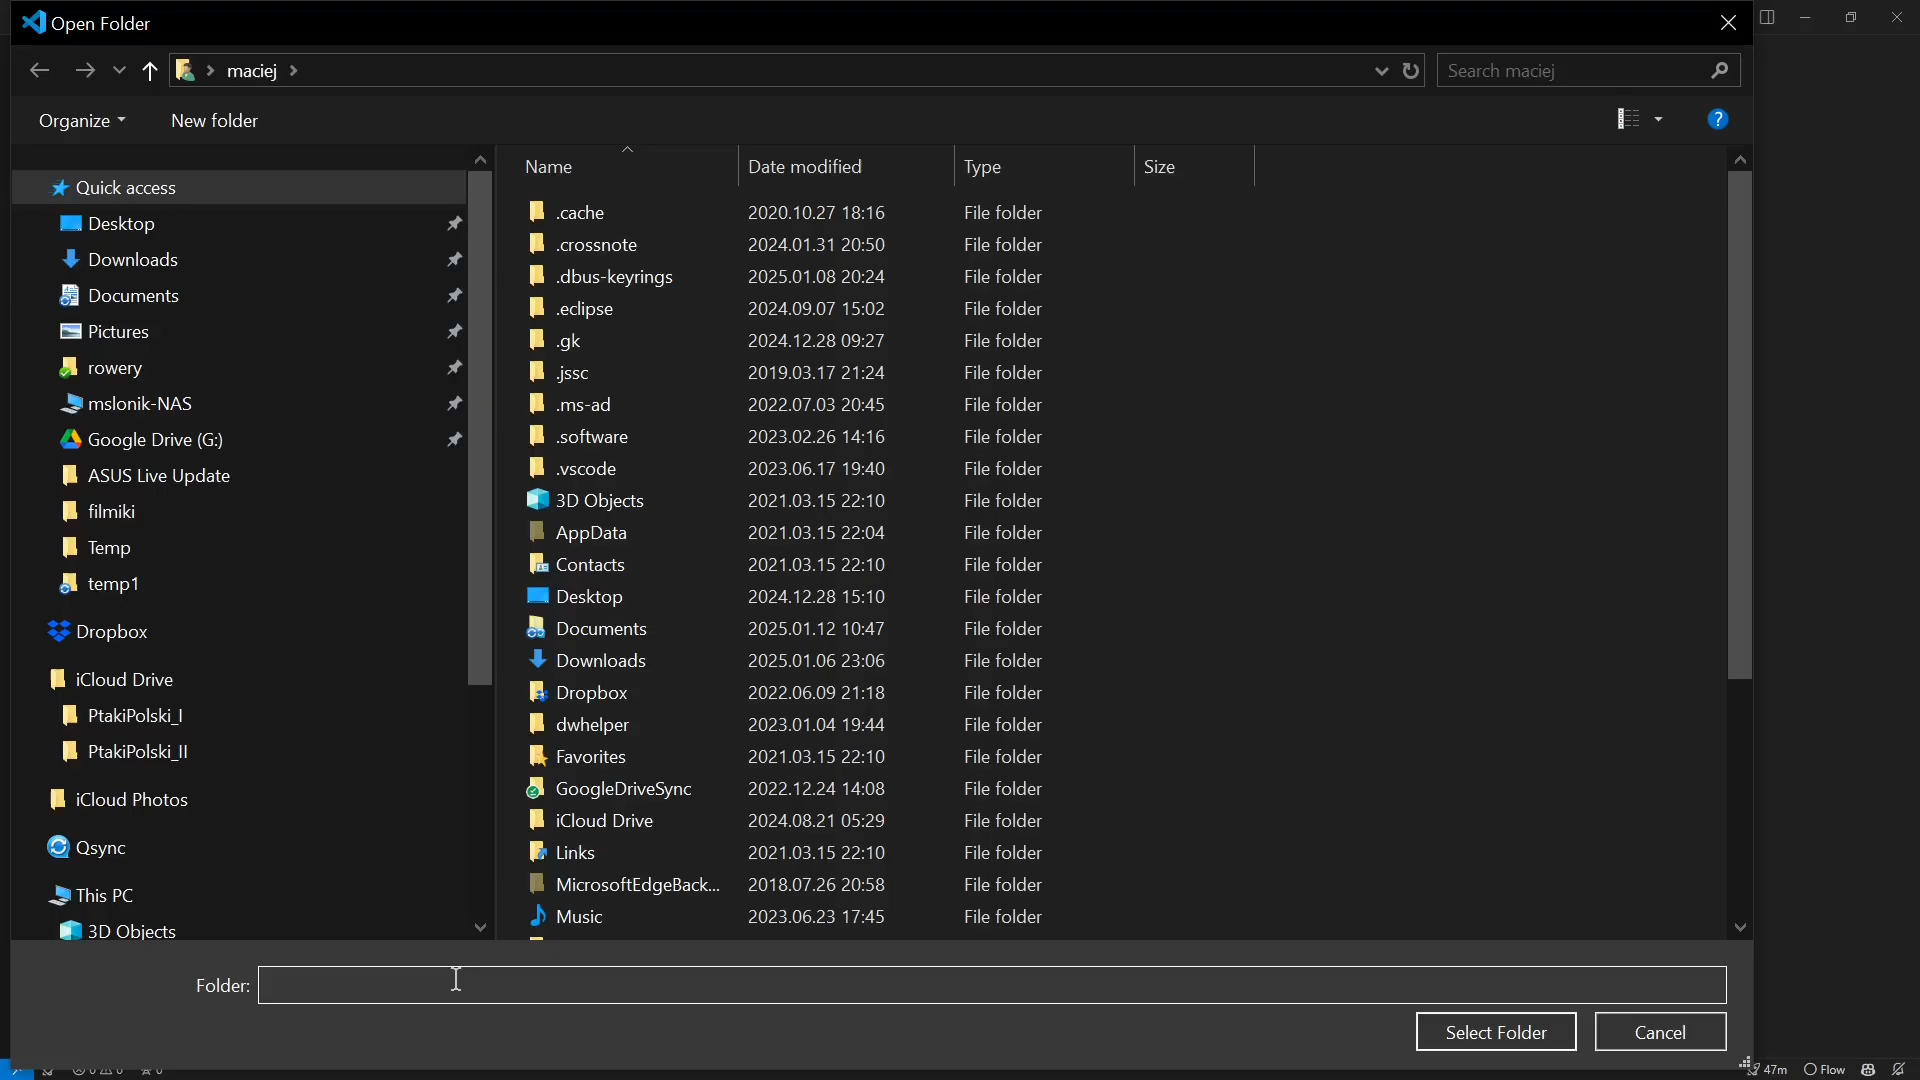 Open Folder
maciej
Search maciej
Organize
New folder
?
Name
Date modified
Type
Size
Quick access
Desktop
Downloads
Documents
Pictures
rowery
mslonik-NAS
Google Drive (G:)
ASUS Live Update
filmiki
Temp
temp1
Dropbox
iCloud Drive
PtakiPolski_I
PtakiPolski_II
iCloud Photos
Qsync
This PC
3D Objects
.cache 2020.10.27 18:16 File folder
.crossnote 2024.01.31 20:50 File folder
.dbus-keyrings 2025.01.08 20:24 File folder
.eclipse 2024.09.07 15:02 File folder
.gk 2024.12.28 09:27 File folder
.jssc 2019.03.17 21:24 File folder
.ms-ad 2022.07.03 20:45 File folder
.software 2023.02.26 14:16 File folder
.vscode 2023.06.17 19:40 File folder
3D Objects 2021.03.15 22:10 File folder
AppData 2021.03.15 22:04 File folder
Contacts 2021.03.15 22:10 File folder
Desktop 2024.12.28 15:10 File folder
Documents 2025.01.12 10:47 File folder
Downloads 2025.01.06 23:06 File folder
Dropbox 2022.06.09 21:18 File folder
dwhelper 2023.01.04 19:44 File folder
Favorites 2021.03.15 22:10 File folder
GoogleDriveSync 2022.12.24 14:08 File folder
iCloud Drive 2024.08.21 05:29 File folder
Links 2021.03.15 22:10 File folder
MicrosoftEdgeBack... 2018.07.26 20:58 File folder
Music 2023.06.23 17:45 File folder
Folder:
Select Folder
Cancel
47m
Flow